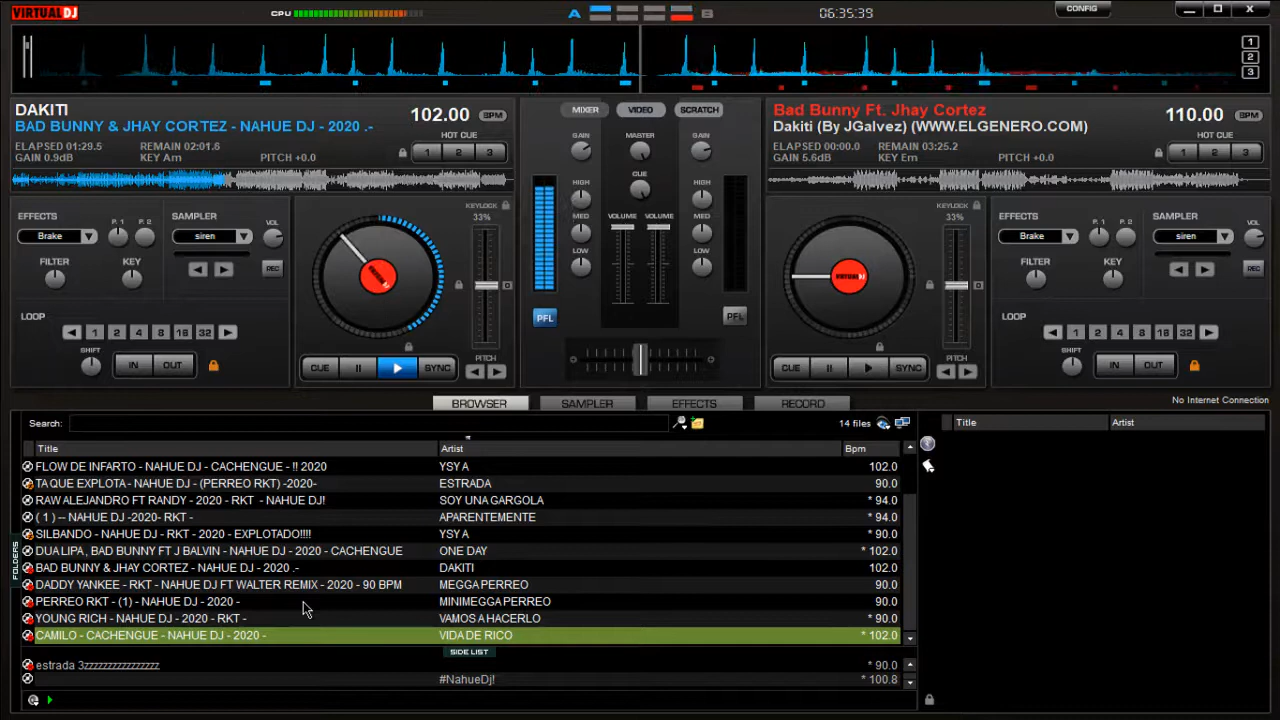 VIRTUAL DJ
CPU
A
B
06:35:39
CONFIG
1
2
3
DAKITI
102.00 BPM
BAD BUNNY & JHAY CORTEZ - NAHUE DJ - 2020 .-
HOT CUE
ELAPSED 01:29.5 REMAIN 02:01.6
GAIN 0.9dB KEY Am PITCH +0.0
1 2 3
MIXER VIDEO SCRATCH
GAIN MASTER GAIN
CUE
HIGH HIGH
MED VOLUME VOLUME MED
LOW LOW
PFL PFL
Bad Bunny Ft. Jhay Cortez
110.00 BPM
Dakiti (By JGalvez) (WWW.ELGENERO.COM)
HOT CUE
ELAPSED 00:00.0 REMAIN 03:25.2
GAIN 5.6dB KEY Em PITCH +0.0
1 2 3
EFFECTS P. 1 P. 2 SAMPLER VOL
Brake siren
FILTER KEY REC
LOOP
1 2 4 8 16 32
SHIFT IN OUT
KEYLOCK
33%
CUE SYNC PITCH
KEYLOCK
33%
CUE SYNC PITCH
EFFECTS P. 1 P. 2 SAMPLER VOL
Brake siren
FILTER KEY REC
LOOP
1 2 4 8 16 32
SHIFT IN OUT
BROWSER SAMPLER EFFECTS RECORD
No Internet Connection
Search: 14 files
Title Artist Bpm
FLOW DE INFARTO - NAHUE DJ - CACHENGUE - !! 2020 YSY A 102.0
TA QUE EXPLOTA - NAHUE DJ - (PERREO RKT) -2020- ESTRADA 90.0
RAW ALEJANDRO FT RANDY - 2020 - RKT - NAHUE DJ! SOY UNA GARGOLA * 94.0
( 1 ) -- NAHUE DJ -2020- RKT - APARENTEMENTE * 94.0
SILBANDO - NAHUE DJ - RKT - 2020 - EXPLOTADO!!!! YSY A * 90.0
DUA LIPA, BAD BUNNY FT J BALVIN - NAHUE DJ - 2020 - CACHENGUE ONE DAY * 102.0
BAD BUNNY & JHAY CORTEZ - NAHUE DJ - 2020 .- DAKITI 102.0
DADDY YANKEE - RKT - NAHUE DJ FT WALTER REMIX - 2020 - 90 BPM MEGGA PERREO 90.0
PERREO RKT - (1) - NAHUE DJ - 2020 - MINIMEGGA PERREO 90.0
YOUNG RICH - NAHUE DJ - 2020 - RKT - VAMOS A HACERLO * 90.0
CAMILO - CACHENGUE - NAHUE DJ - 2020 - VIDA DE RICO * 102.0
SIDE LIST
estrada 3zzzzzzzzzzzzzzzz * 90.0
#NahueDj! * 100.8
FOLDERS
Title Artist